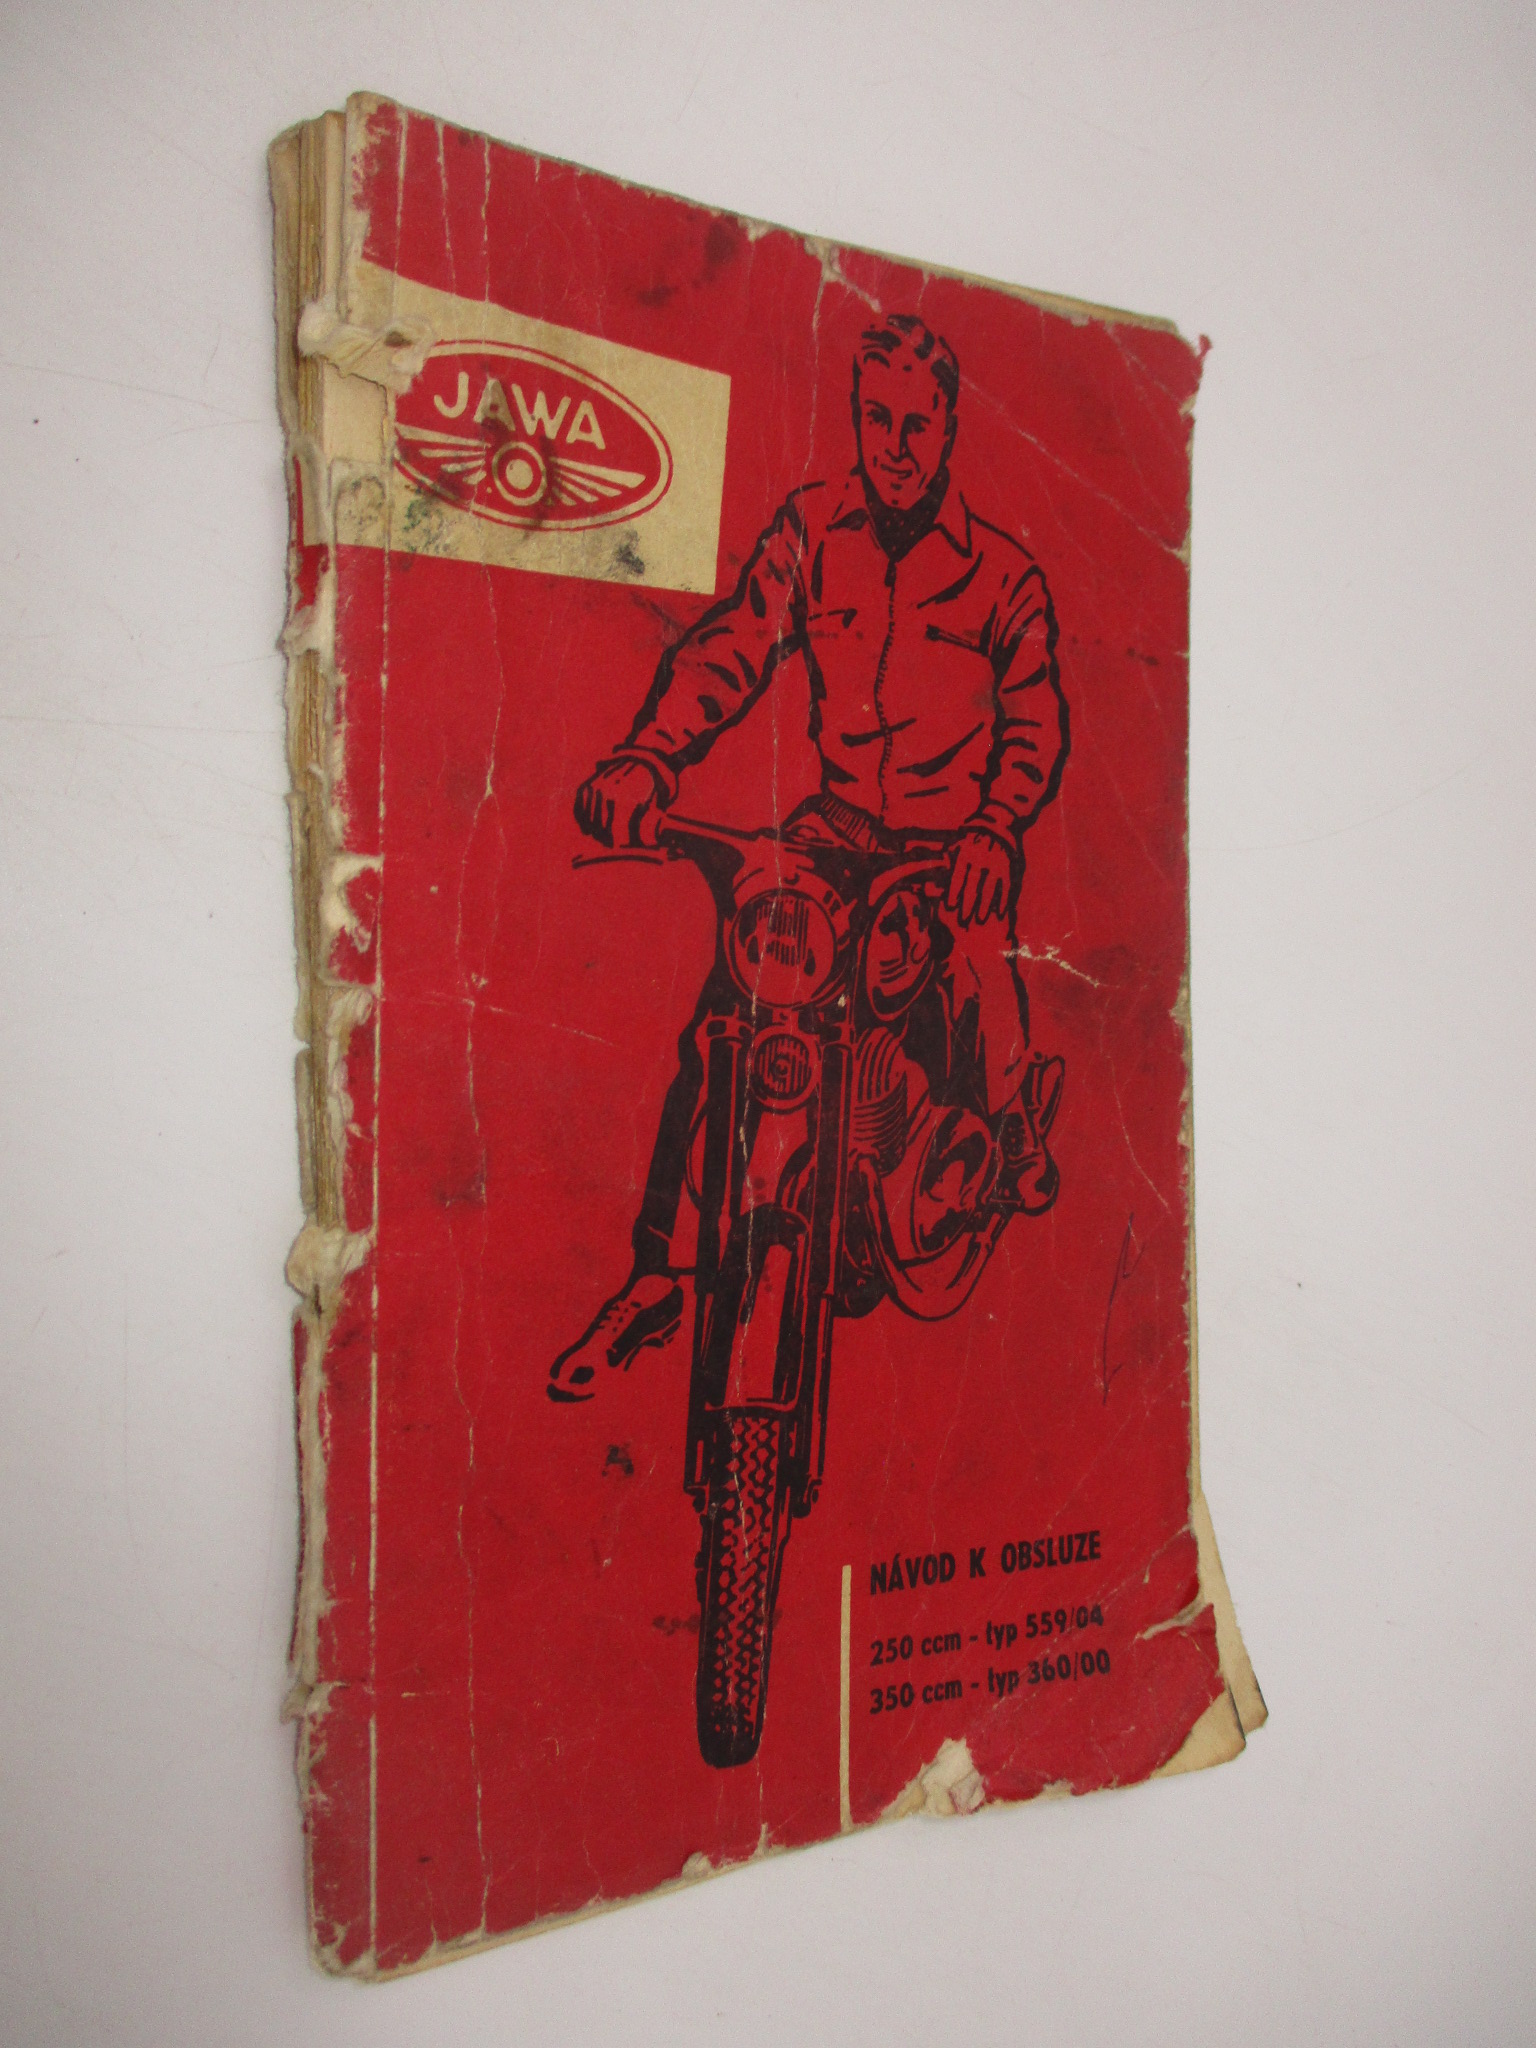 JAWA
NÁVOD K OBSLUZE
250 ccm - typ 559/04
350 ccm - typ 360/00